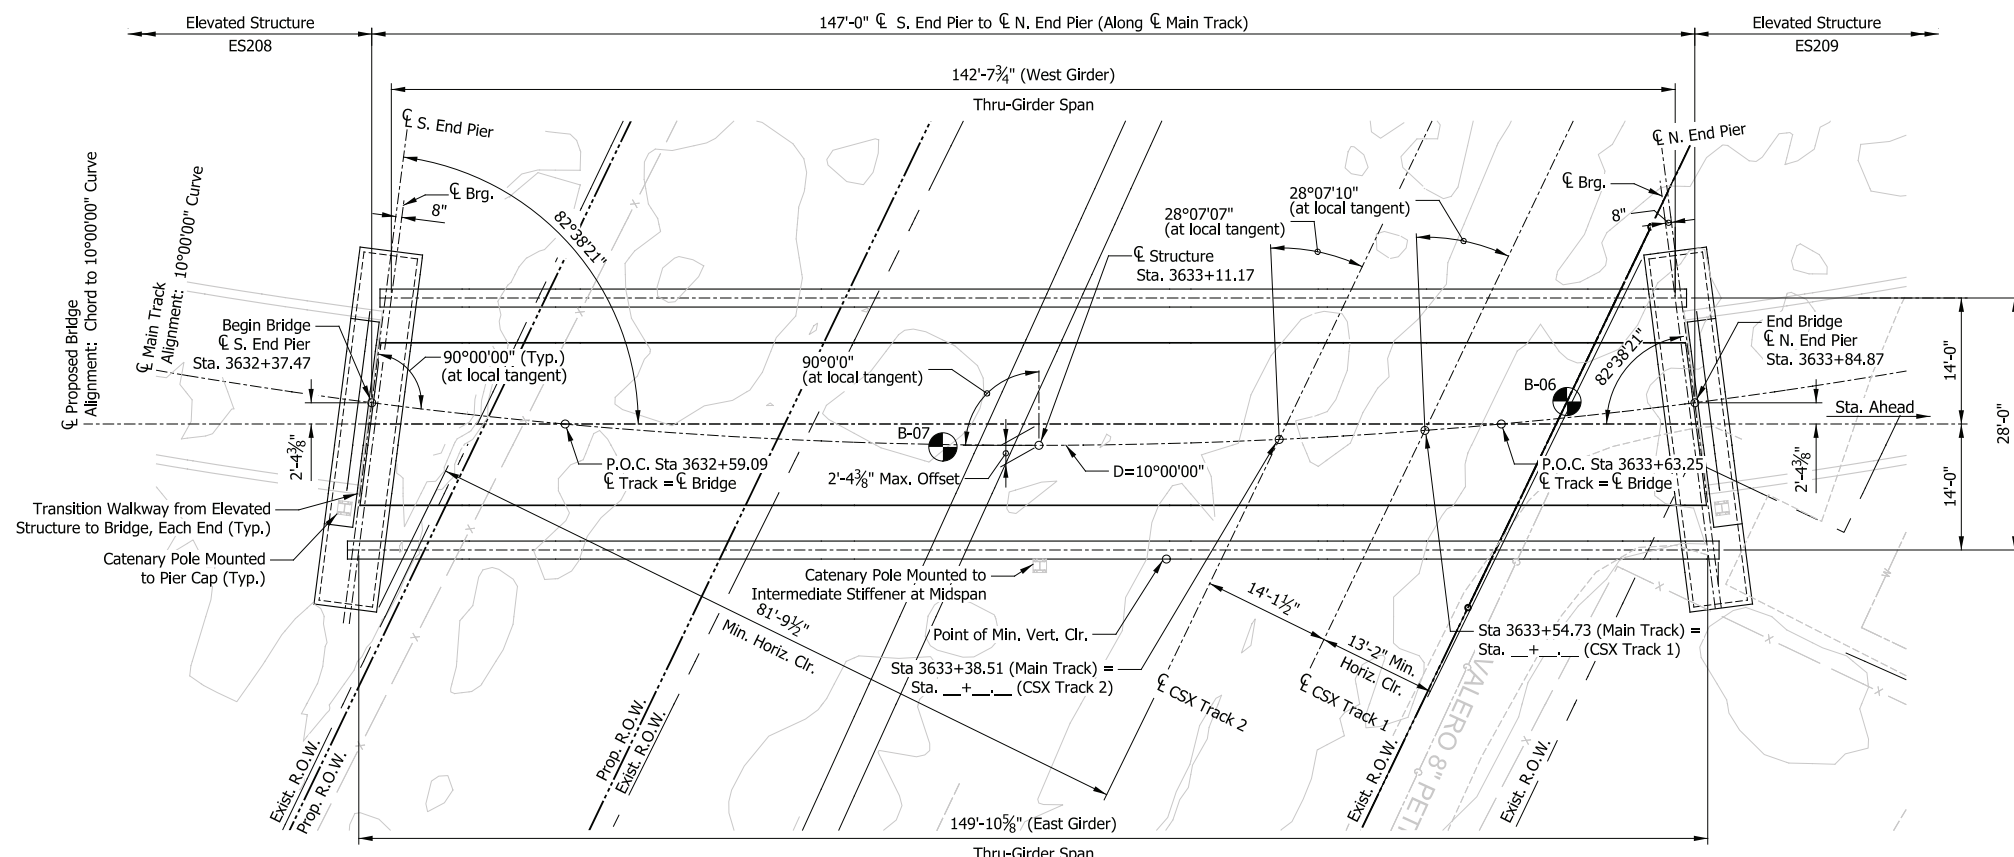 Elevated Structure
ES208
147'-0" ℄ S. End Pier to ℄ N. End Pier (Along ℄ Main Track)
Elevated Structure
ES209
142'-7¾" (West Girder)
Thru-Girder Span
℄ S. End Pier
℄ N. End Pier
℄ Brg.
8"
82°38'21"
℄ Brg.
8"
28°07'10"
(at local tangent)
28°07'07"
(at local tangent)
℄ Structure
Sta. 3633+11.17
℄ Proposed Bridge
Alignment: Chord to 10°00'00" Curve
℄ Main Track
Alignment: 10°00'00" Curve
Begin Bridge
℄ S. End Pier
Sta. 3632+37.47
90°00'00" (Typ.)
(at local tangent)
90°0'0"
(at local tangent)
End Bridge
℄ N. End Pier
Sta. 3633+84.87
82°38'21"
B-06
B-07
Sta. Ahead
14'-0"
28'-0"
14'-0"
2'-4⅜"
2'-4⅜"
P.O.C. Sta 3632+59.09
℄ Track = ℄ Bridge
2'-4⅜" Max. Offset
D=10°00'00"
P.O.C. Sta 3633+63.25
℄ Track = ℄ Bridge
Transition Walkway from Elevated
Structure to Bridge, Each End (Typ.)
Catenary Pole Mounted
to Pier Cap (Typ.)
Catenary Pole Mounted to
Intermediate Stiffener at Midspan
81'-9½"
Min. Horiz. Clr.
14'-1½"
13'-2" Min.
Horiz. Clr.
Point of Min. Vert. Clr.
Sta 3633+38.51 (Main Track) =
Sta. __+__.__ (CSX Track 2)
Sta 3633+54.73 (Main Track) =
Sta. __+__.__ (CSX Track 1)
℄ CSX Track 2
℄ CSX Track 1
VALERO 8" PET.
Exist. R.O.W.
Prop. R.O.W.
Prop. R.O.W.
Exist. R.O.W.
Exist. R.O.W.
Exist. R.O.W.
149'-10⅝" (East Girder)
Thru-Girder Span